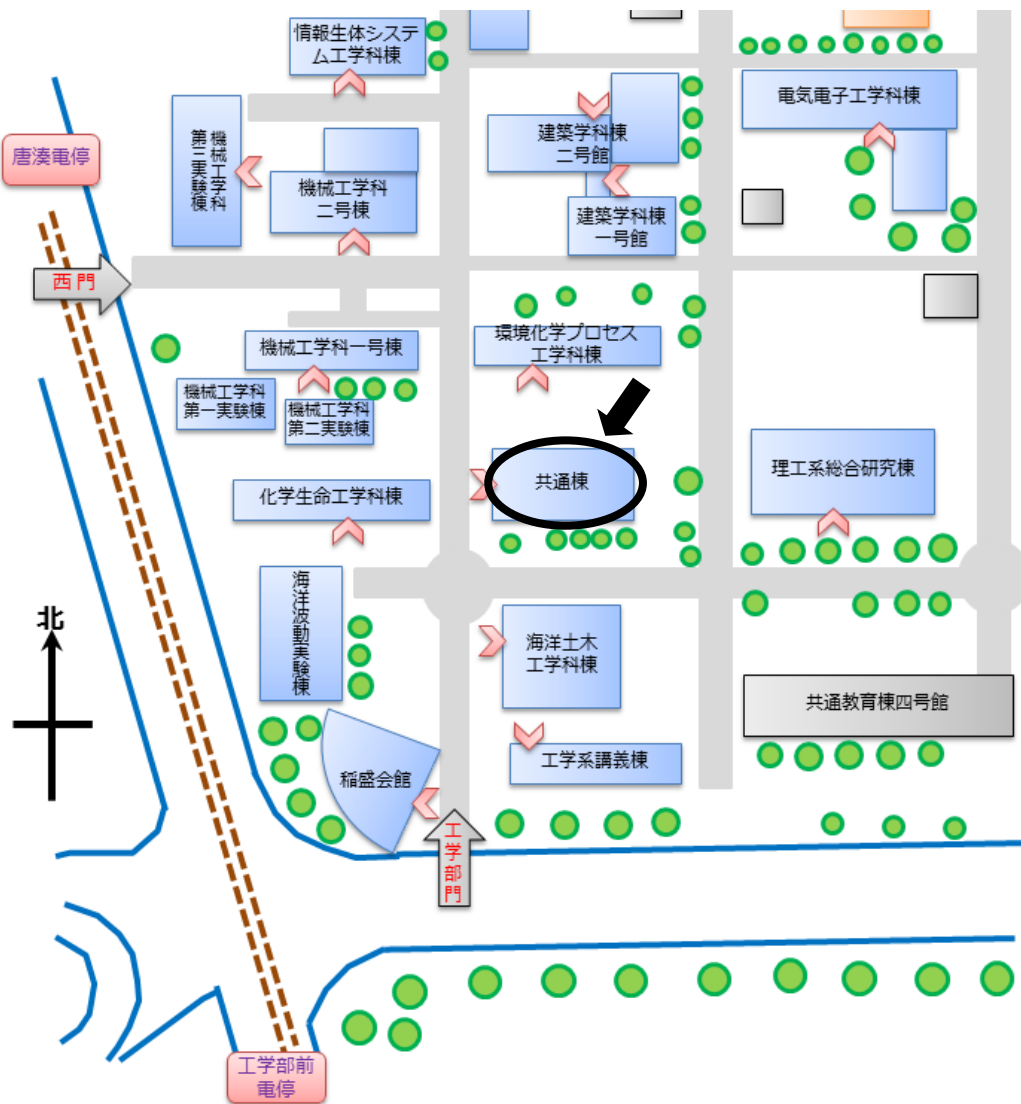 情報生体システ
ム工学科棟
電気電子工学科棟
建築学科棟
二号館
機械工学科
第三実験棟
唐湊電停
機械工学科
二号棟
建築学科棟
一号館
西門
環境化学プロセス
工学科棟
機械工学科一号棟
機械工学科
第一実験棟
機械工学科
第二実験棟
理工系総合研究棟
共通棟
化学生命工学科棟
海洋波動実験棟
北
海洋土木
工学科棟
共通教育棟四号館
工学系講義棟
稲盛会館
工学部門
工学部前
電停